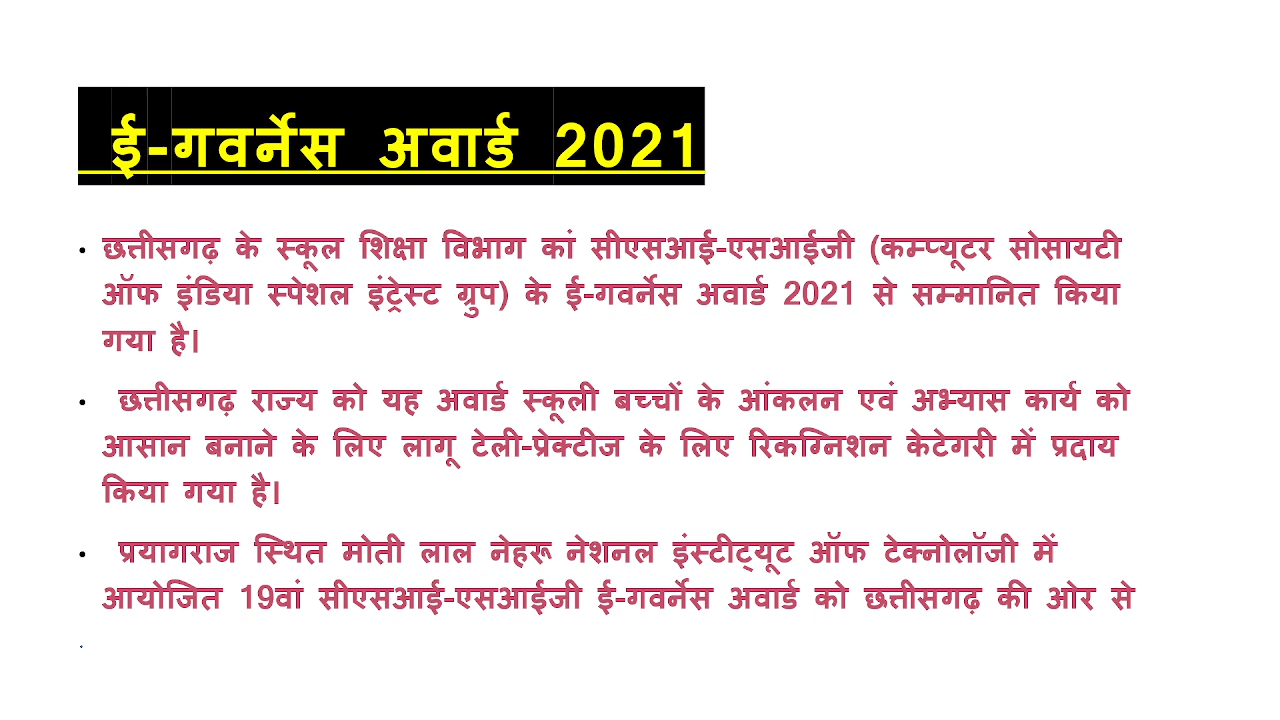 ई-गवर्नेस अवार्ड 2021
• छत्तीसगढ़ के स्कूल शिक्षा विभाग कां सीएसआई-एसआईजी (कम्प्यूटर सोसायटी
ऑफ इंडिया स्पेशल इंट्रेस्ट ग्रुप) के ई-गवर्नेस अवार्ड 2021 से सम्मानित किया
गया है।
• छत्तीसगढ़ राज्य को यह अवार्ड स्कूली बच्चों के आंकलन एवं अभ्यास कार्य को
आसान बनाने के लिए लागू टेली-प्रेक्टीज के लिए रिकग्निशन केटेगरी में प्रदाय
किया गया है।
• प्रयागराज स्थित मोती लाल नेहरू नेशनल इंस्टीट्यूट ऑफ टेक्नोलॉजी में
आयोजित 19वां सीएसआई-एसआईजी ई-गवर्नेस अवार्ड को छत्तीसगढ़ की ओर से